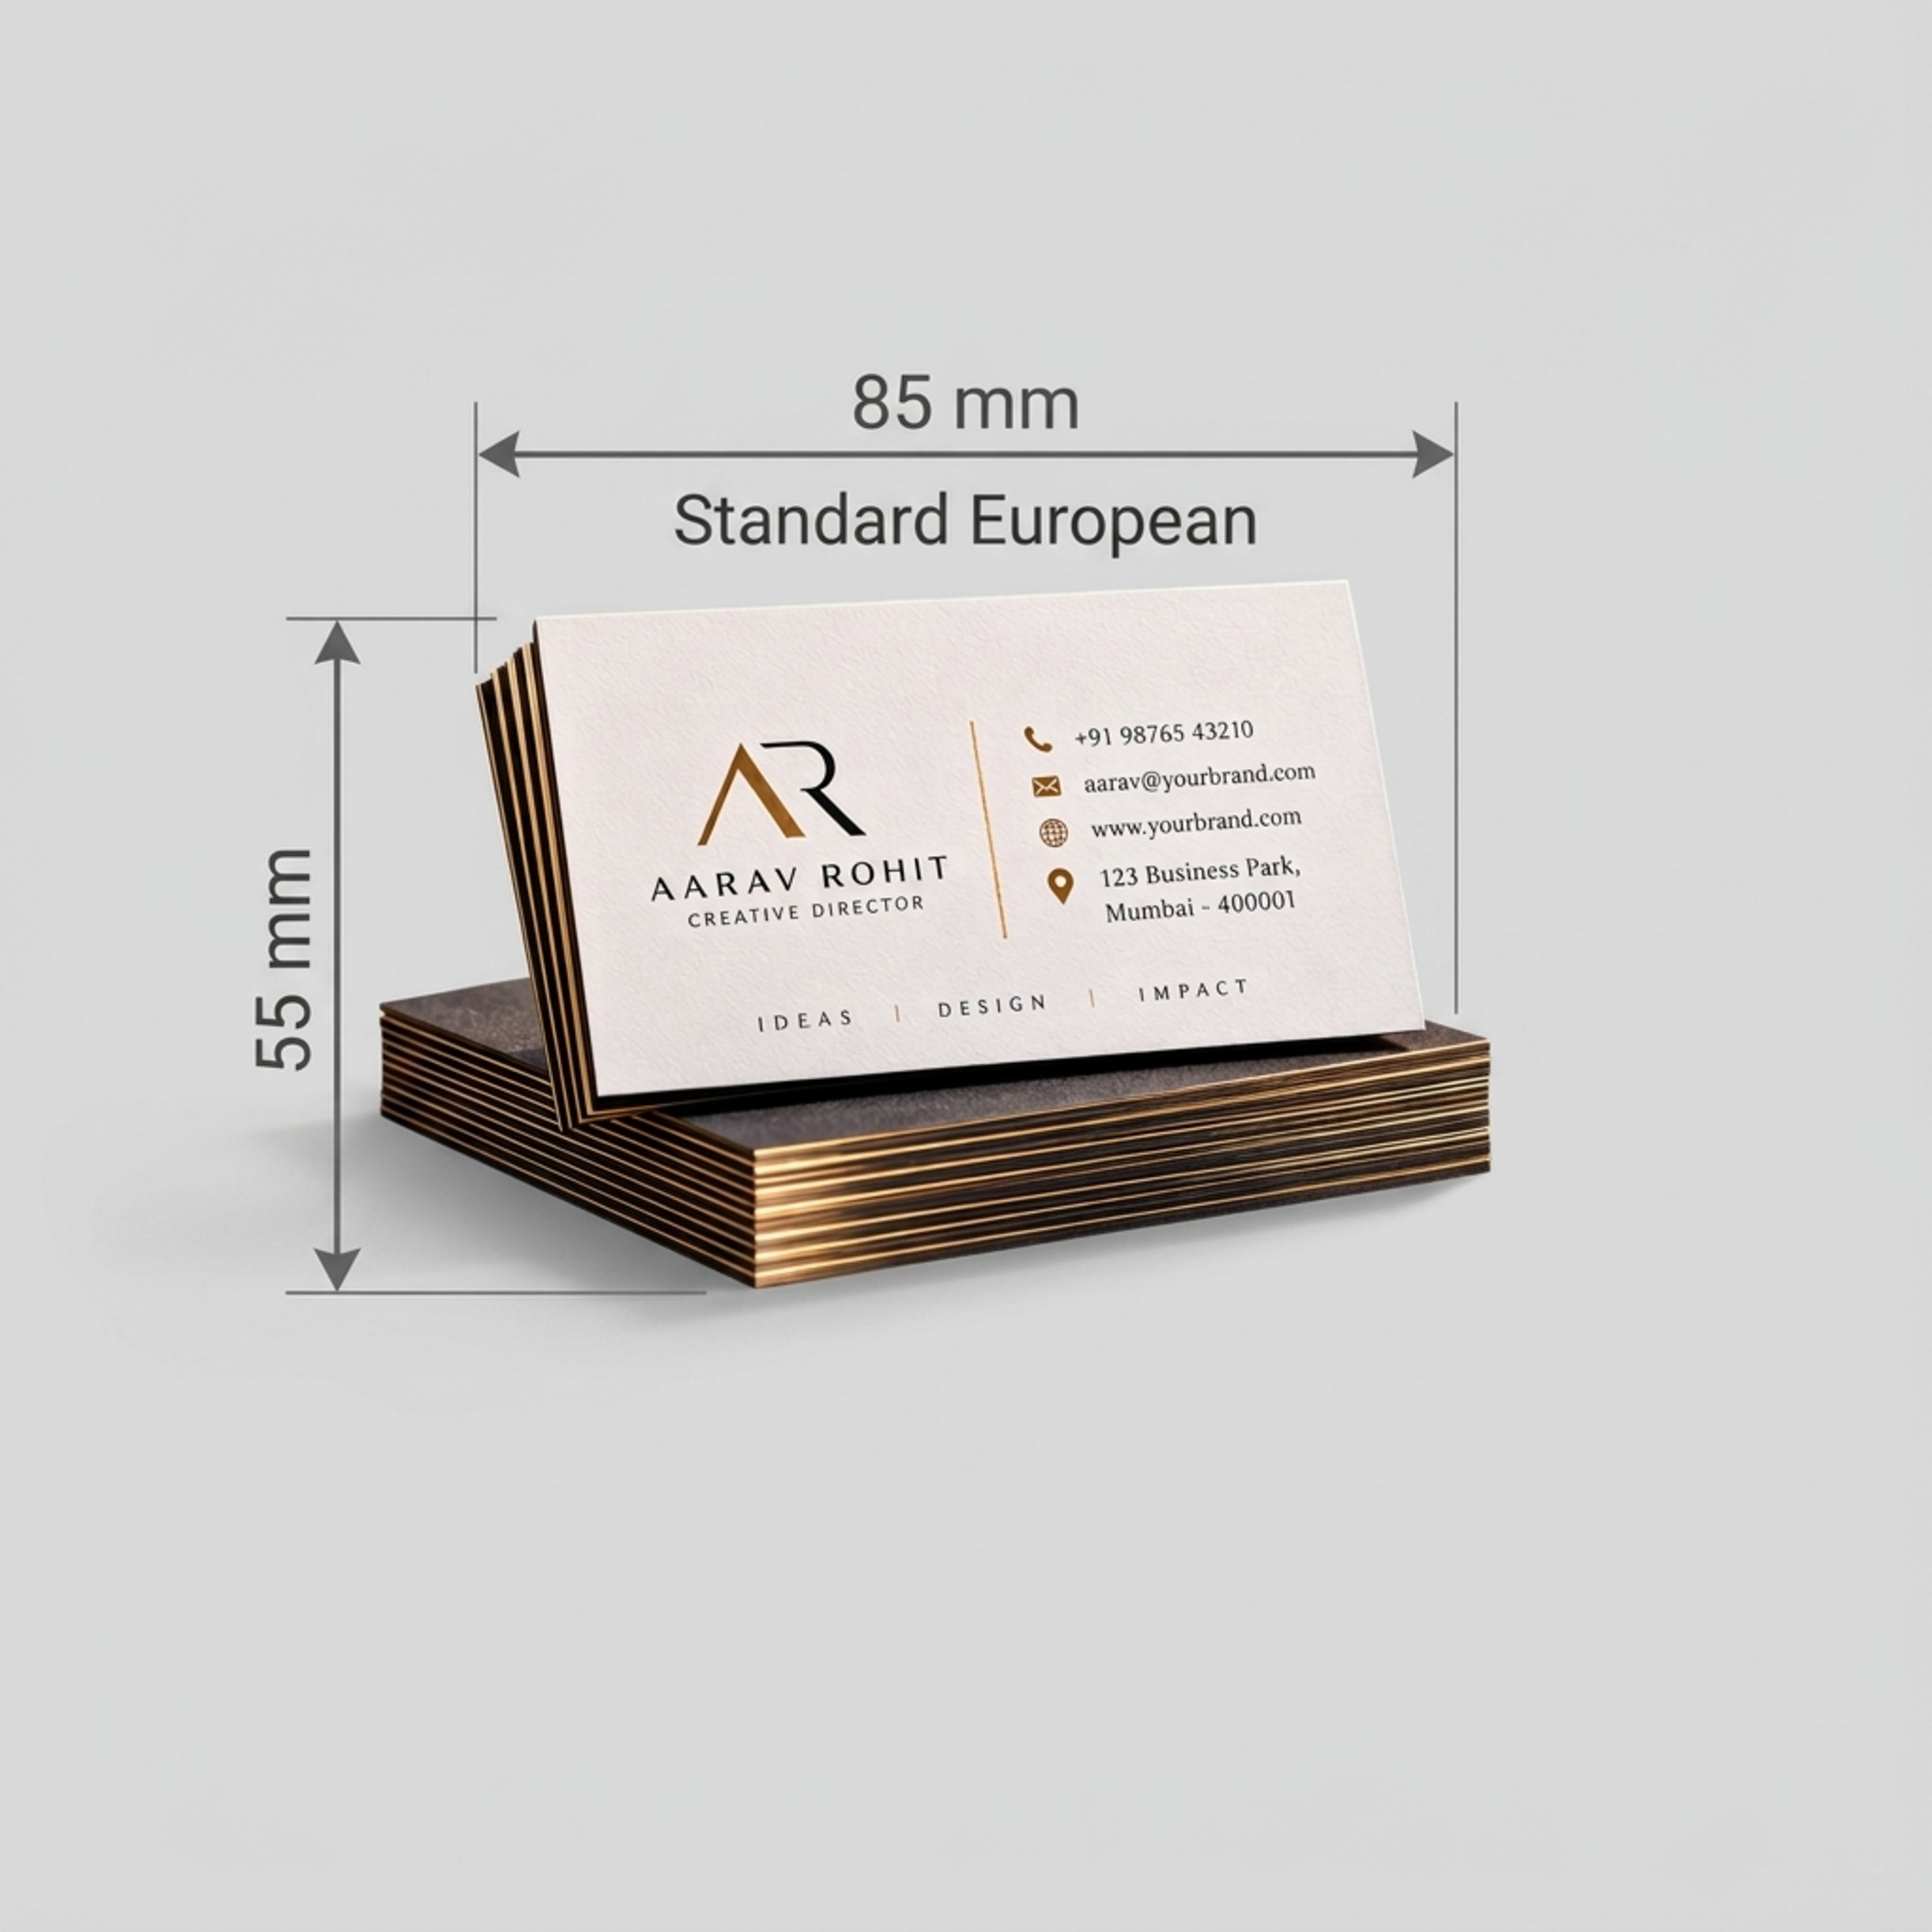 85 mm
Standard European
55 mm
AR
AARAV ROHIT
CREATIVE DIRECTOR
+91 98765 43210
aarav@yourbrand.com
www.yourbrand.com
123 Business Park,
Mumbai - 400001
IDEAS | DESIGN | IMPACT